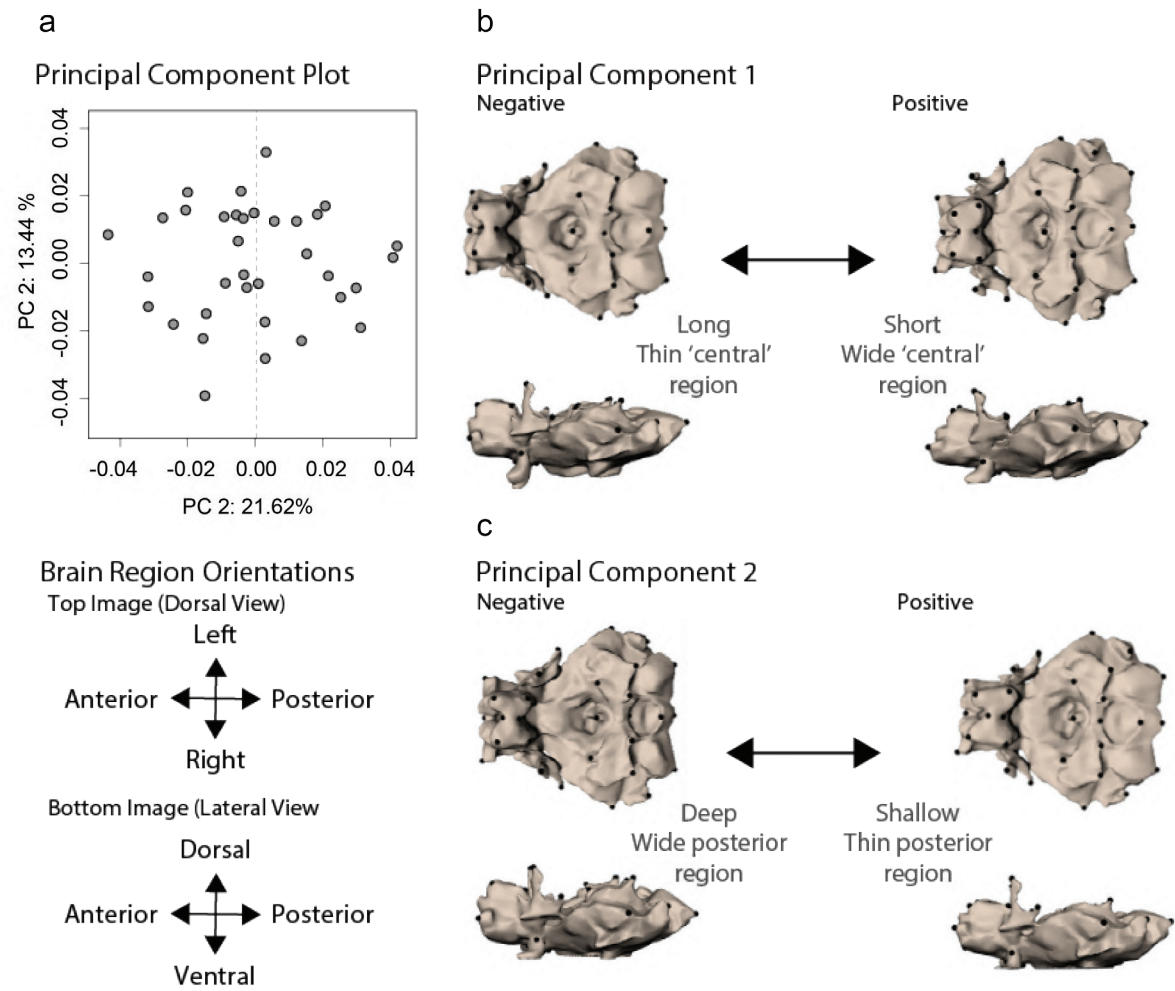 a
Principal Component Plot
0.04
0.02
0.00
-0.02
-0.04
PC 2: 13.44 %
-0.04
-0.02
0.00
0.02
0.04
PC 2: 21.62%
Brain Region Orientations
Top Image (Dorsal View)
Left
Anterior
Posterior
Right
Bottom Image (Lateral View
Dorsal
Anterior
Posterior
Ventral
b
Principal Component 1
Negative
Positive
Long
Thin ‘central’
region
Short
Wide ‘central’
region
c
Principal Component 2
Negative
Positive
Deep
Wide posterior
region
Shallow
Thin posterior
region